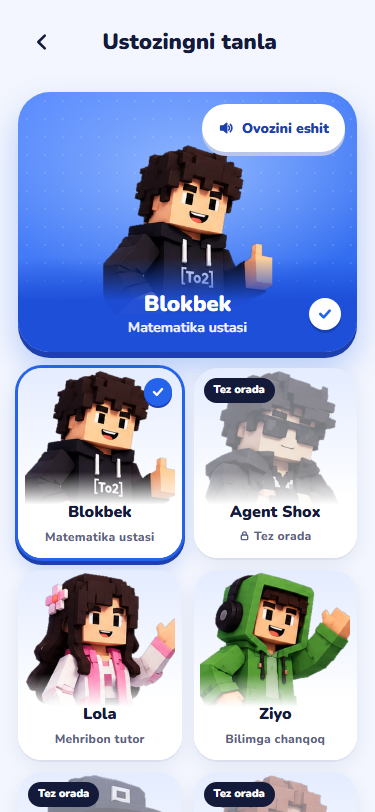 Ustozingni tanla
Ovozini eshit
[To2]
Blokbek
Matematika ustasi
[To2]
Blokbek
Matematika ustasi
Tez orada
Agent Shox
Tez orada
Lola
Mehribon tutor
Ziyo
Bilimga chanqoq
Tez orada
Tez orada